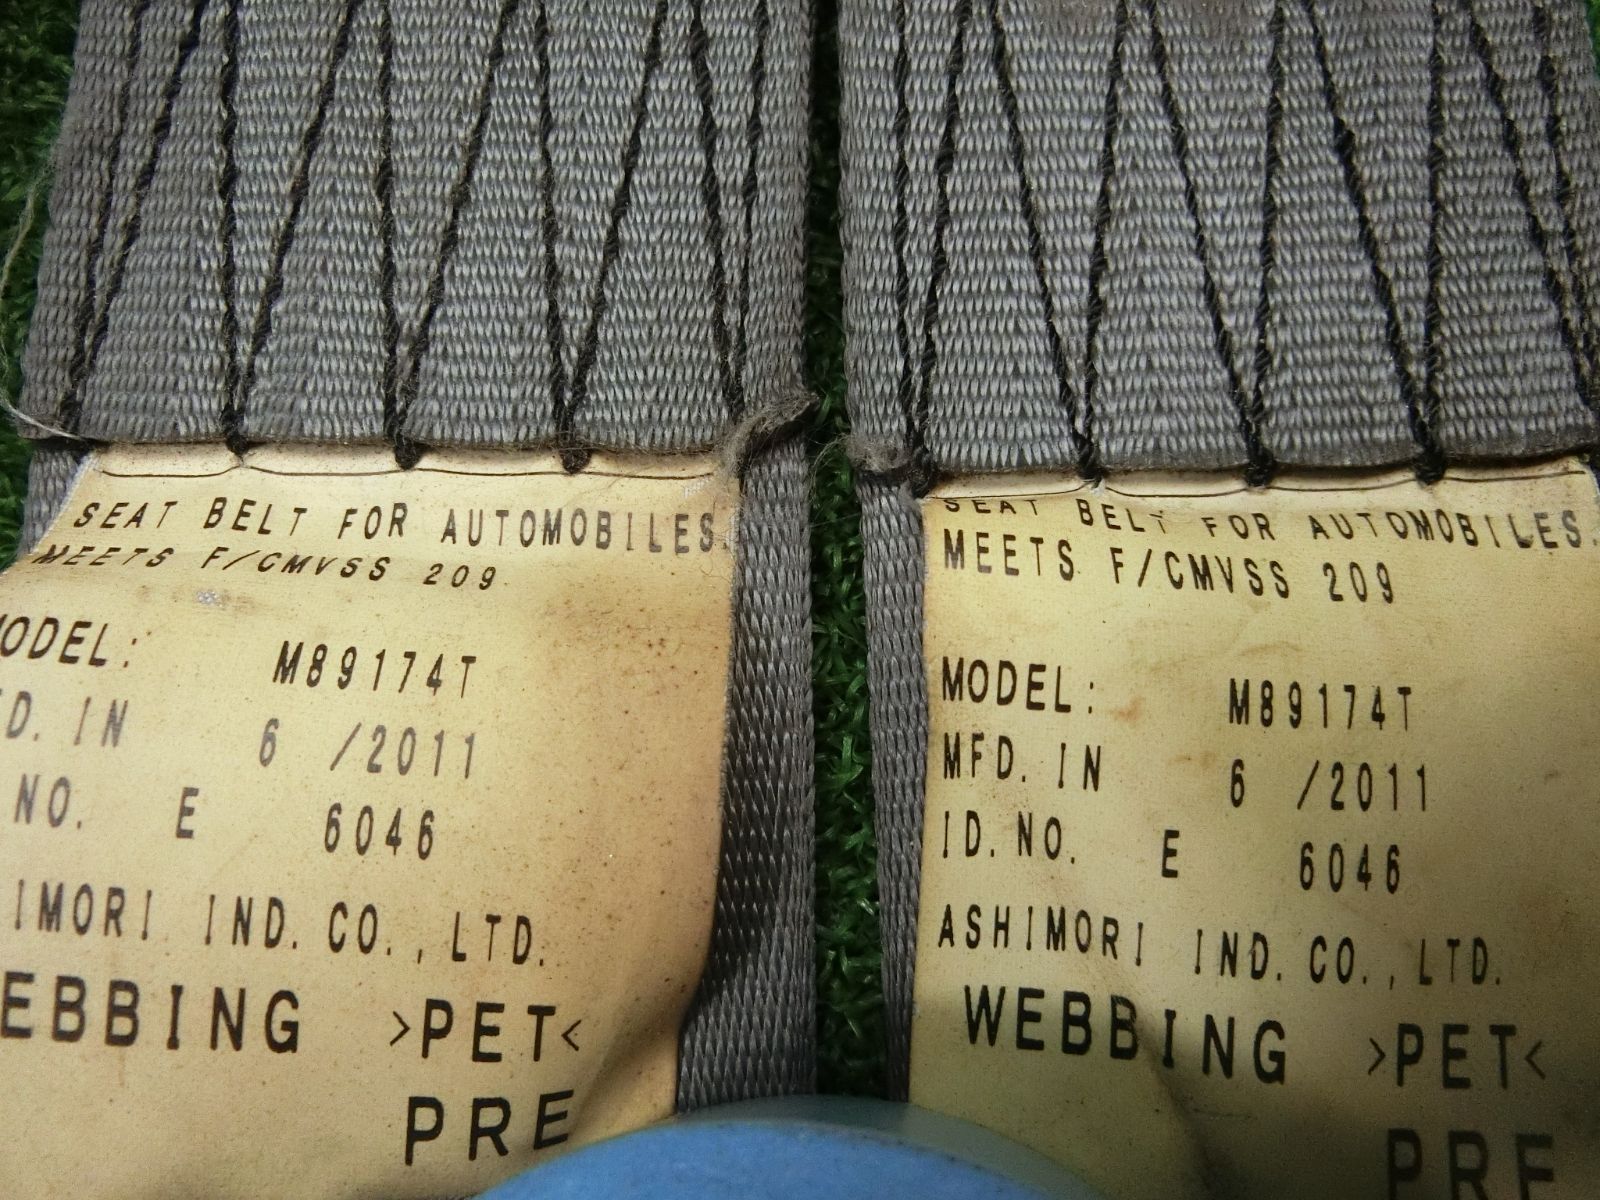 SEAT BELT FOR AUTOMOBILES.
MEETS F/CMVSS 209
MODEL: M89174T
D. IN 6 /2011
NO. E 6046
IMORI IND. CO.,LTD.
EBBING >PET<
PRE
SEAT BELT FOR AUTOMOBILES.
MEETS F/CMVSS 209
MODEL: M89174T
MFD. IN 6 /2011
ID. NO. E 6046
ASHIMORI IND. CO.,LTD.
WEBBING >PET<
PRE